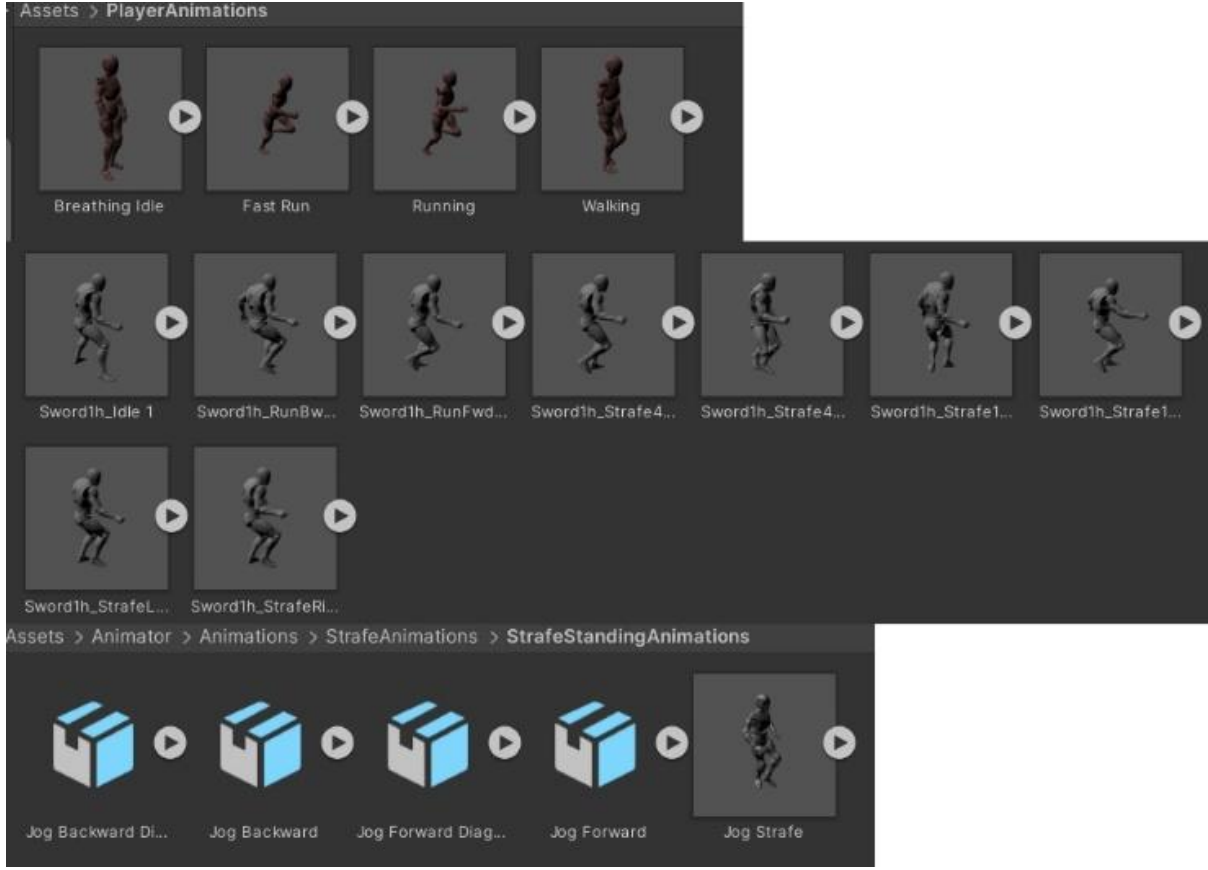 Assets > PlayerAnimations
Breathing Idle Fast Run Running Walking
Sword1h_Idle 1 Sword1h_RunBw... Sword1h_RunFwd... Sword1h_Strafe4... Sword1h_Strafe4... Sword1h_Strafe1... Sword1h_Strafe1...
Sword1h_StrafeL... Sword1h_StrafeRi...
Assets > Animator > Animations > StrafeAnimations > StrafeStandingAnimations
Jog Backward Di... Jog Backward Jog Forward Diag... Jog Forward Jog Strafe